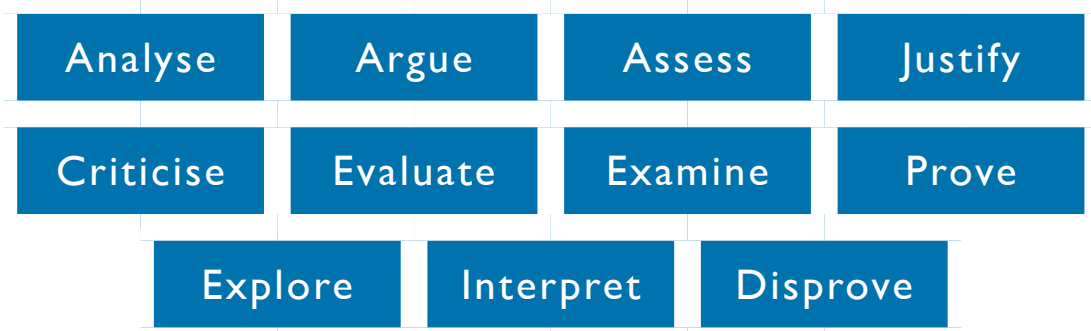 Analyse Argue Assess Justify
Criticise Evaluate Examine Prove
Explore Interpret Disprove